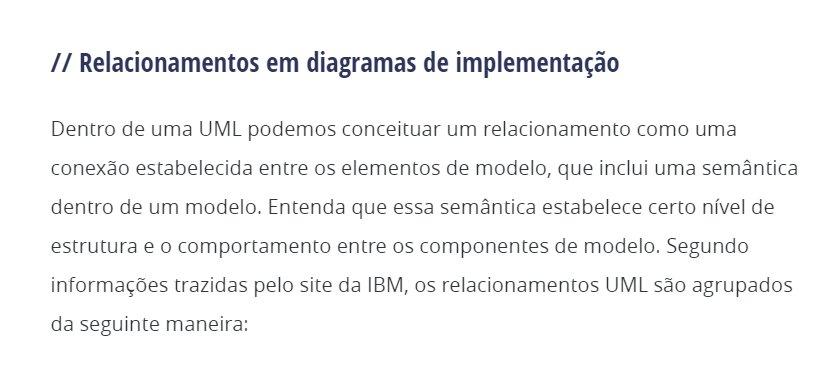 // Relacionamentos em diagramas de implementação
Dentro de uma UML podemos conceituar um relacionamento como uma
conexão estabelecida entre os elementos de modelo, que inclui uma semântica
dentro de um modelo. Entenda que essa semântica estabelece certo nível de
estrutura e o comportamento entre os componentes de modelo. Segundo
informações trazidas pelo site da IBM, os relacionamentos UML são agrupados
da seguinte maneira: